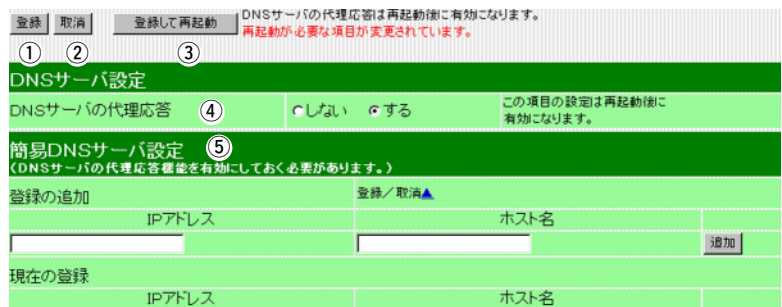 登録 取消 登録して再起動 DNSサーバの代理応答は再起動後に有効になります。
再起動が必要な項目が変更されています。
① ② ③
DNSサーバ設定
DNSサーバの代理応答 ④ しない する この項目の設定は再起動後に
有効になります。
簡易DNSサーバ設定 ⑤
(DNSサーバの代理応答機能を有効にしておく必要があります。)
登録の追加 登録/取消▲
IPアドレス ホスト名
追加
現在の登録
IPアドレス ホスト名